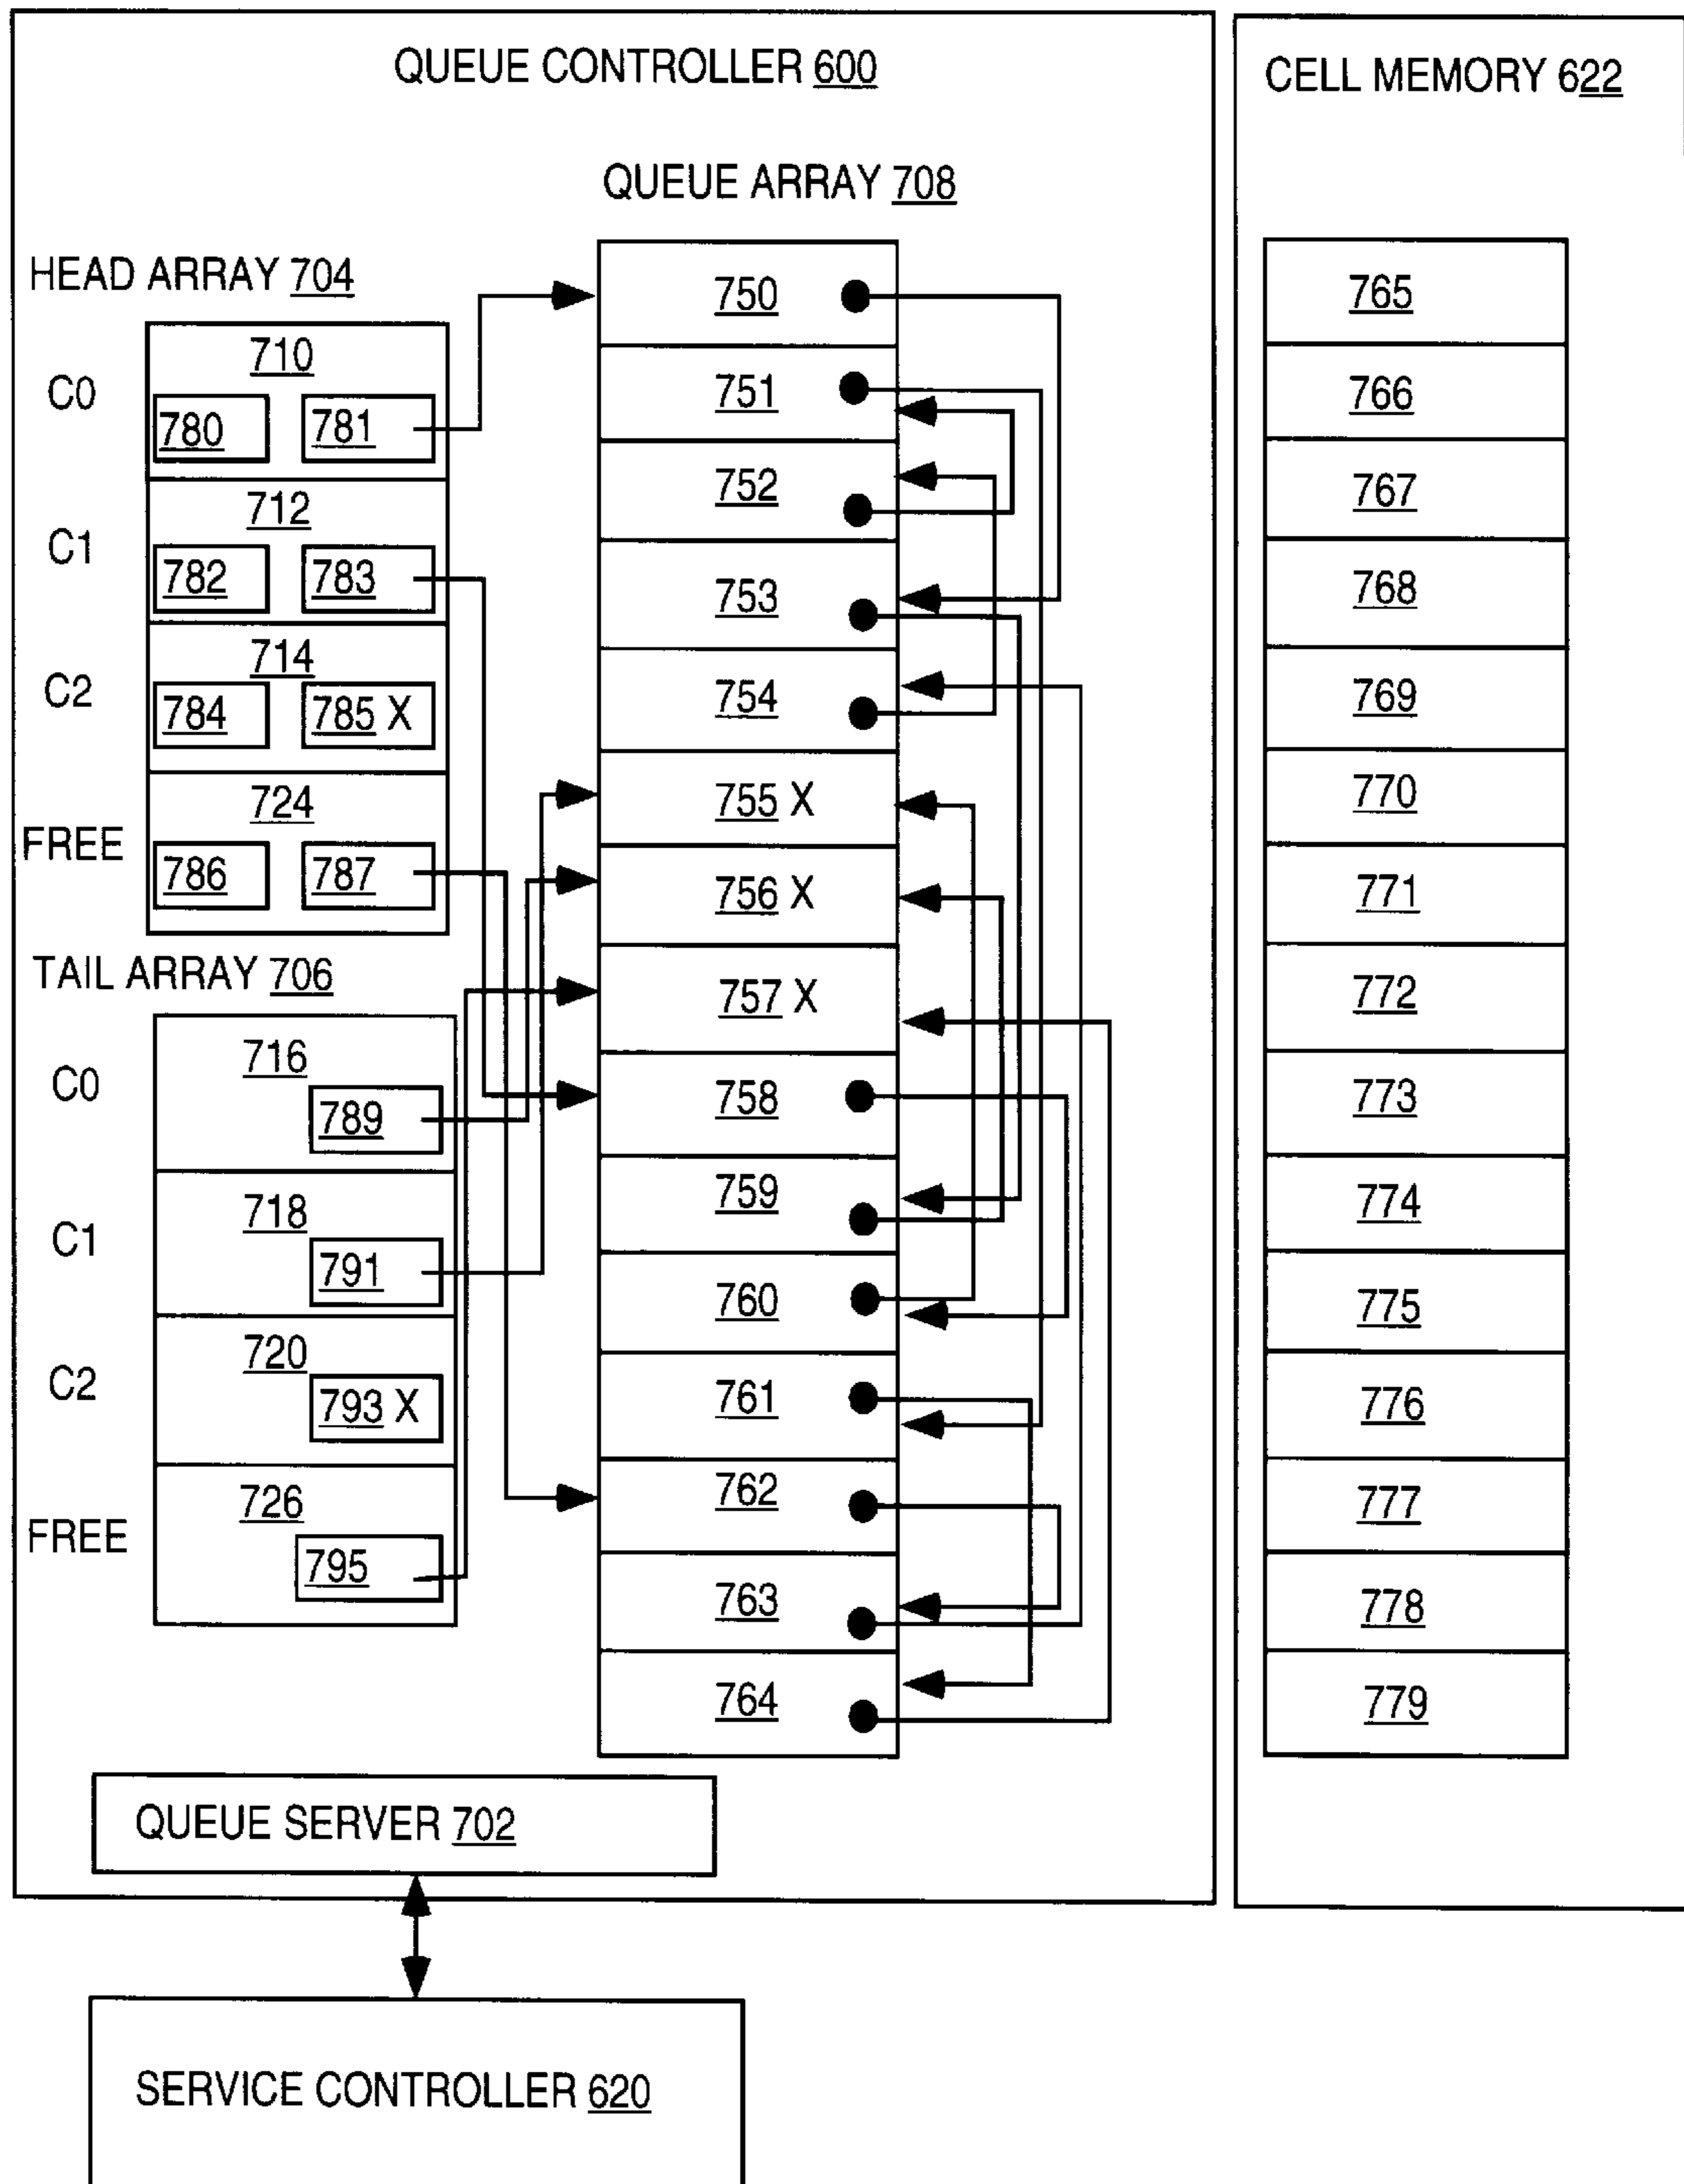 QUEUE CONTROLLER 600
CELL MEMORY 622
QUEUE ARRAY 708
HEAD ARRAY 704
C0
710
780
781
C1
712
782
783
C2
714
784
785 X
FREE
724
786
787
TAIL ARRAY 706
C0
716
789
C1
718
791
C2
720
793 X
FREE
726
795
750
751
752
753
754
755 X
756 X
757 X
758
759
760
761
762
763
764
765
766
767
768
769
770
771
772
773
774
775
776
777
778
779
QUEUE SERVER 702
SERVICE CONTROLLER 620